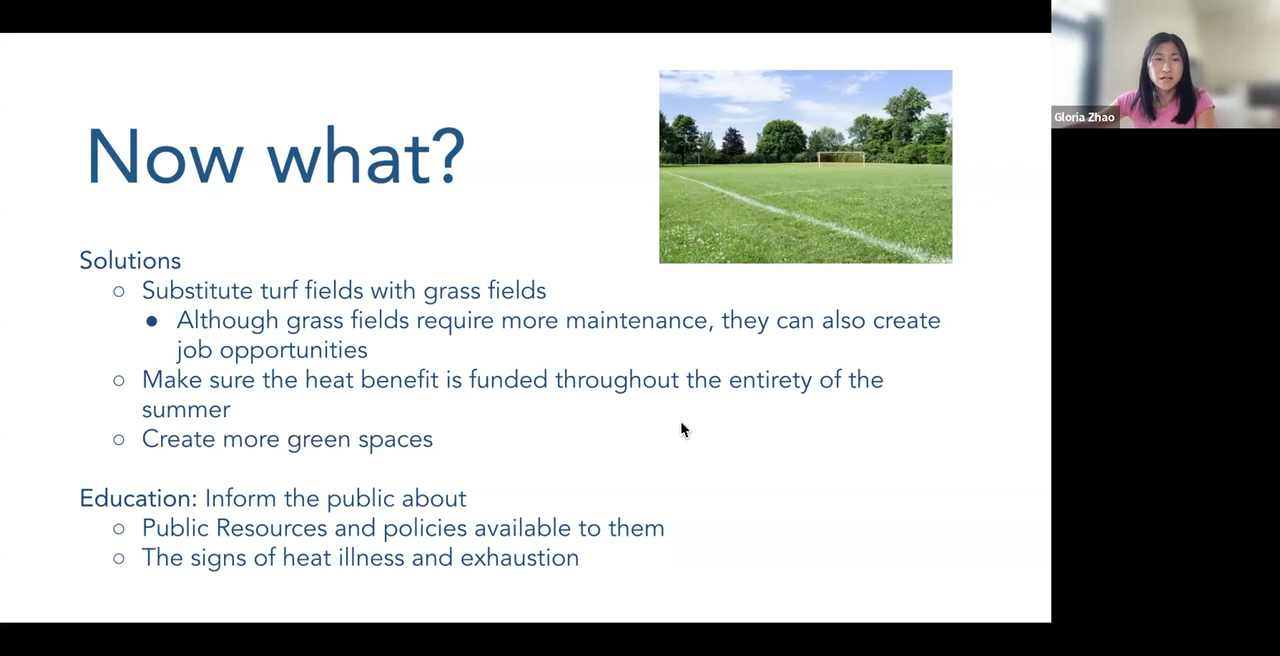 Now what?
Gloria Zhao
Solutions
○ Substitute turf fields with grass fields
● Although grass fields require more maintenance, they can also create
job opportunities
○ Make sure the heat benefit is funded throughout the entirety of the
summer
○ Create more green spaces
Education: Inform the public about
○ Public Resources and policies available to them
○ The signs of heat illness and exhaustion